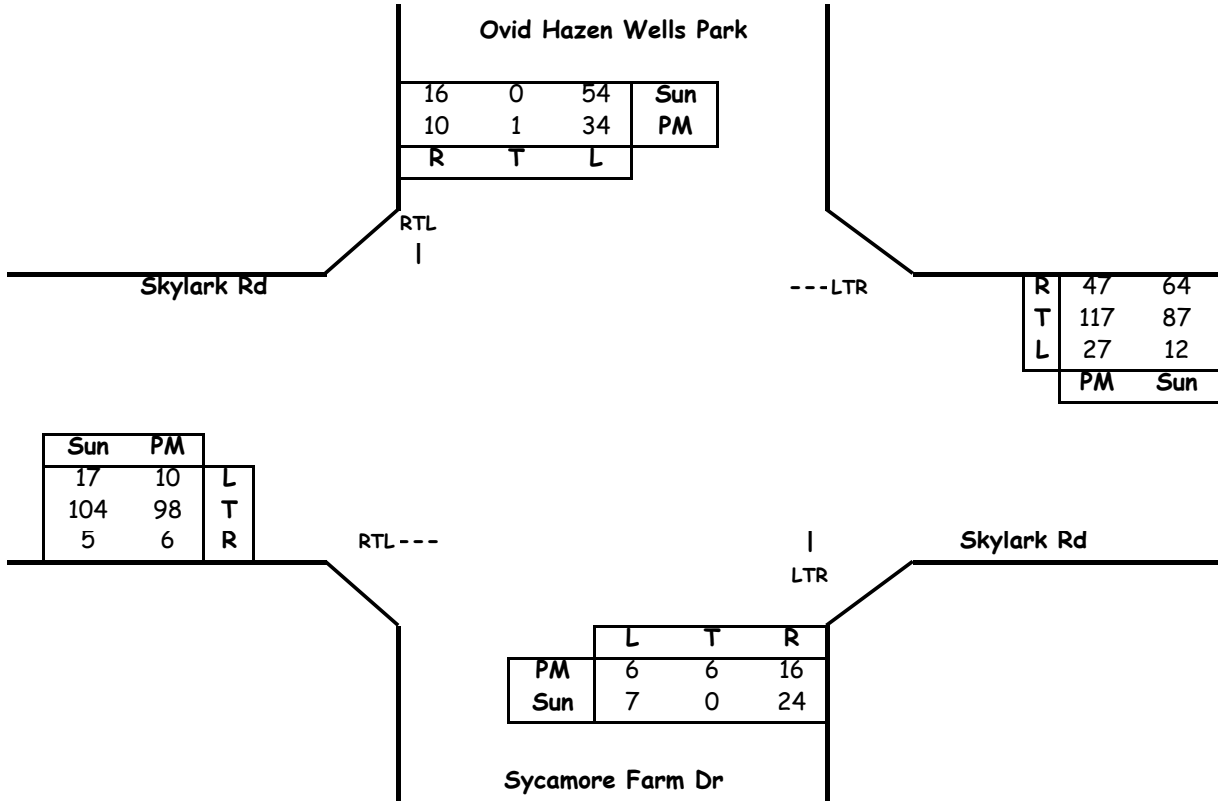 Ovid Hazen Wells Park
16 0 54 Sun
10 1 34 PM
R T L
RTL
Skylark Rd
---LTR
R 47 64
T 117 87
L 27 12
PM Sun
Sun PM
17 10 L
104 98 T
5 6 R
RTL---
Skylark Rd
LTR
L T R
PM 6 6 16
Sun 7 0 24
Sycamore Farm Dr